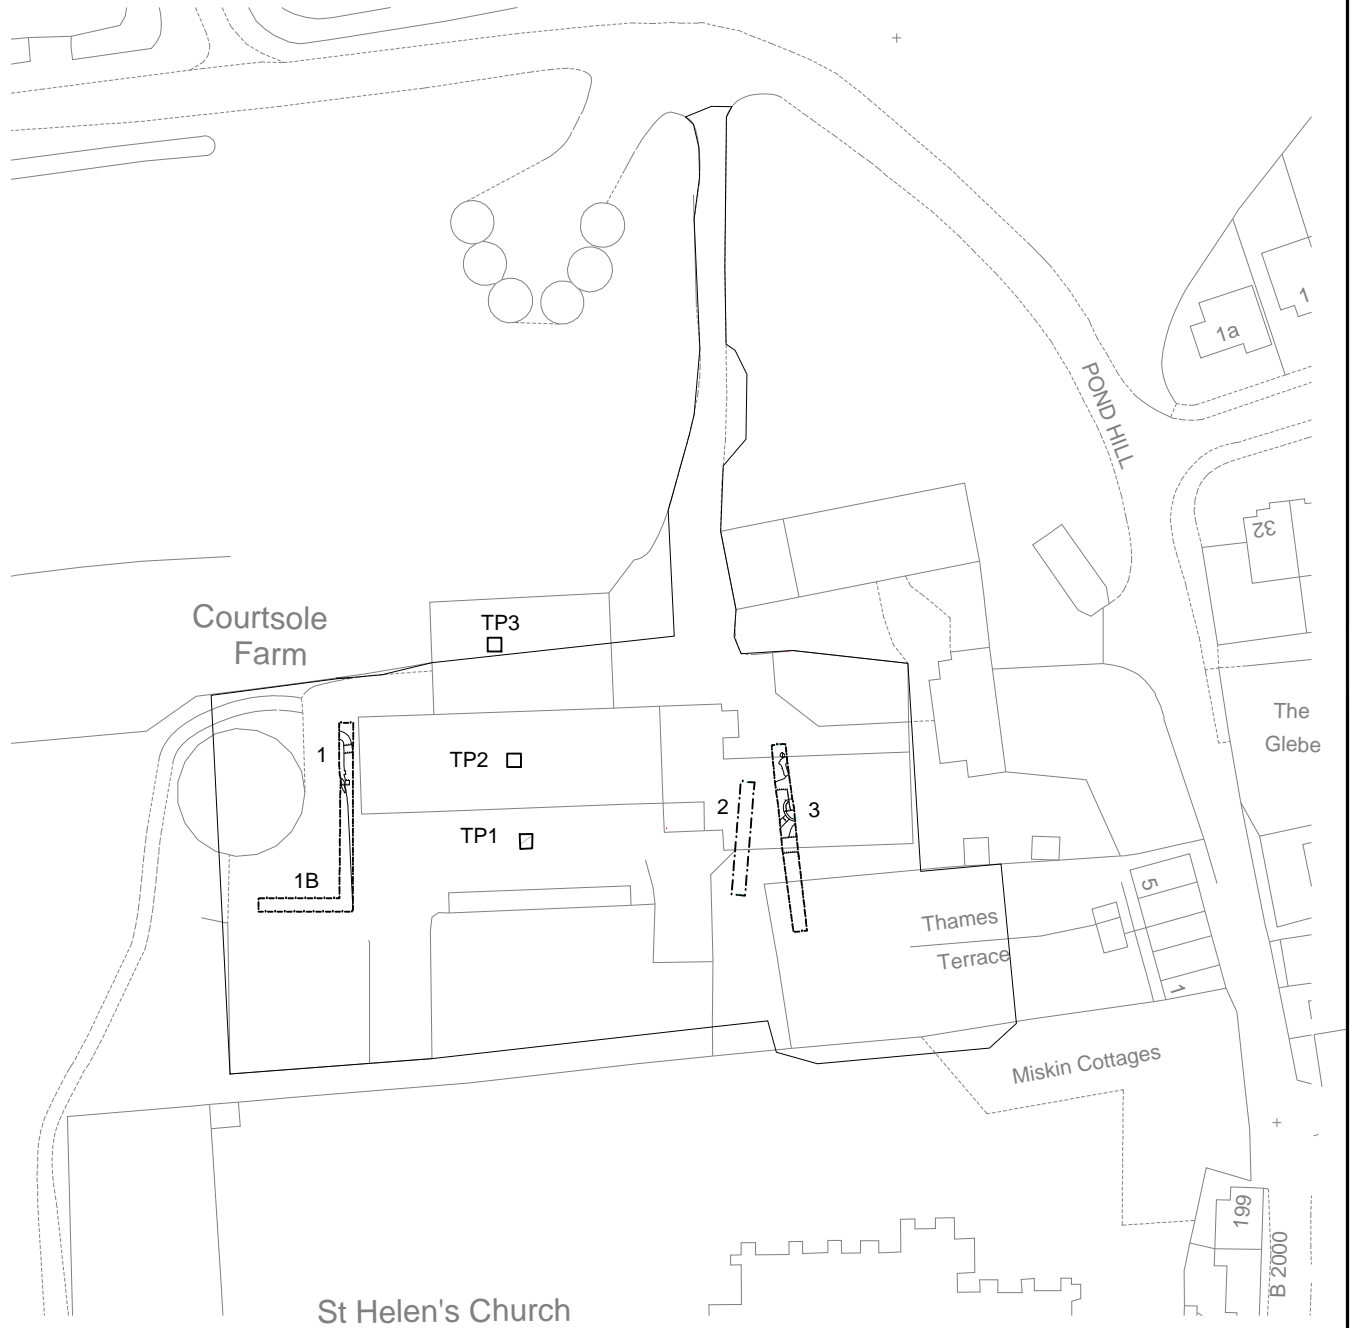 1
1a
POND HILL
32
Courtsole
Farm
TP3
The
Glebe
1
TP2
2
3
TP1
1B
5
Thames
Terrace
1
Miskin Cottages
199
B 2000
St Helen's Church